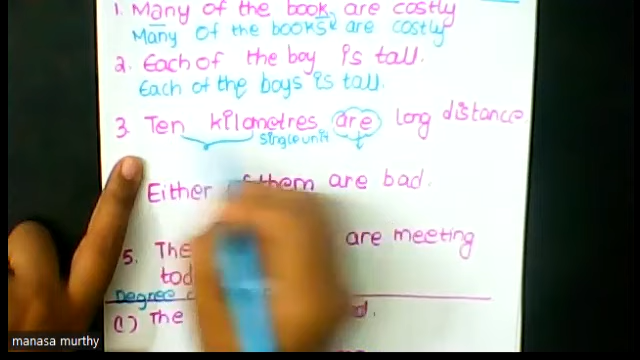 1. Many of the book are costly
Many of the books are costly
2. Each of the boy is tall.
Each of the boys is tall.
3 Ten kilometres are long distance
single unit
Either of them are bad.
5. The are meeting
tod
Degree
(1) The d.
manasa murthy